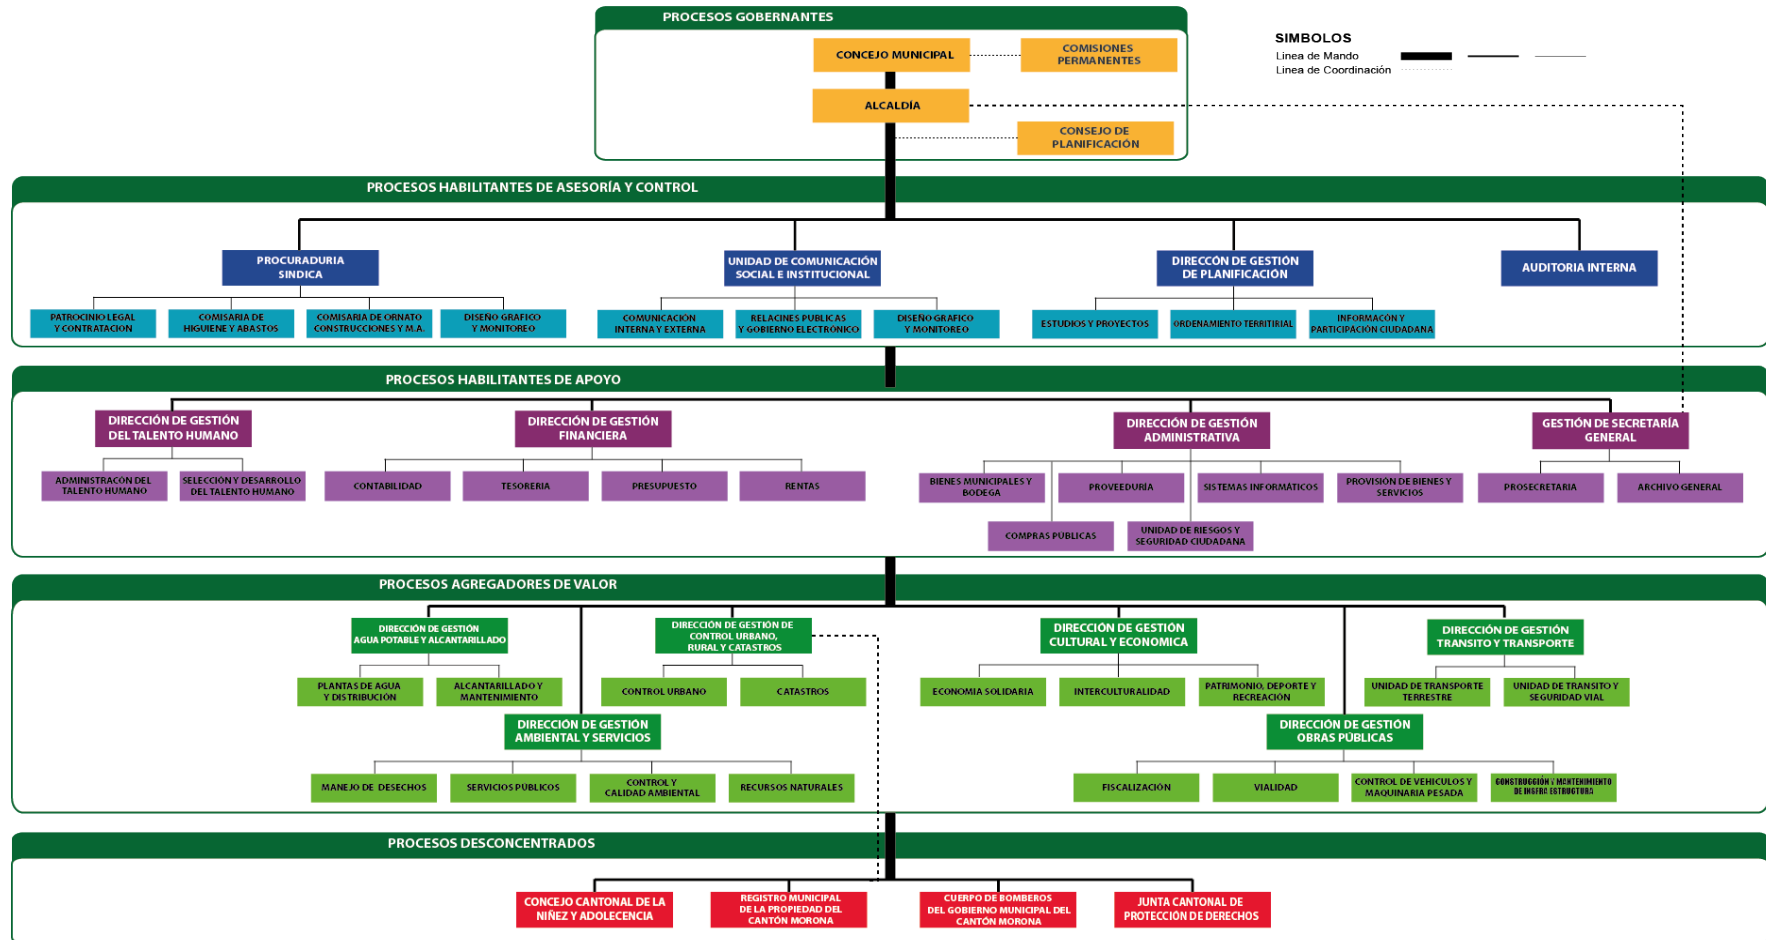 PROCESOS GOBERNANTES
CONCEJO MUNICIPAL
COMISIONES
PERMANENTES
ALCALDÍA
CONSEJO DE
PLANIFICACIÓN
SIMBOLOS
Linea de Mando
Linea de Coordinación
PROCESOS HABILITANTES DE ASESORÍA Y CONTROL
PROCURADURIA
SINDICA
UNIDAD DE COMUNICACIÓN
SOCIAL E INSTITUCIONAL
DIRECCÓN DE GESTIÓN
DE PLANIFICACIÓN
AUDITORIA INTERNA
PATROCINIO LEGAL
Y CONTRATACION
COMISARIA DE
HIGUIENE Y ABASTOS
COMISARIA DE ORNATO
CONSTRUCCIONES Y M.A.
DISEÑO GRAFICO
Y MONITOREO
COMUNICACIÓN
INTERNA Y EXTERNA
RELACINES PUBLICAS
Y GOBIERNO ELECTRÓNICO
DISEÑO GRAFICO
Y MONITOREO
ESTUDIOS Y PROYECTOS
ORDENAMIENTO TERRITIRIAL
INFORMACÓN Y
PARTICIPACIÓN CIUDADANA
PROCESOS HABILITANTES DE APOYO
DIRECCIÓN DE GESTIÓN
DEL TALENTO HUMANO
DIRECCIÓN DE GESTIÓN
FINANCIERA
DIRECCIÓN DE GESTIÓN
ADMINISTRATIVA
GESTIÓN DE SECRETARÍA
GENERAL
ADMINISTRACÓN DEL
TALENTO HUMANO
SELECCIÓN Y DESARROLLO
DEL TALENTO HUMANO
CONTABILIDAD
TESORERIA
PRESUPUESTO
RENTAS
BIENES MUNICIPALES Y
BODEGA
PROVEEDURÍA
SISTEMAS INFORMÁTICOS
PROVISIÓN DE BIENES Y
SERVICIOS
PROSECRETARIA
ARCHIVO GENERAL
COMPRAS PÚBLICAS
UNIDAD DE RIESGOS Y
SEGURIDAD CIUDADANA
PROCESOS AGREGADORES DE VALOR
DIRECCIÓN DE GESTIÓN
AGUA POTABLE Y ALCANTARILLADO
DIRECCIÓN DE GESTIÓN DE
CONTROL URBANO,
RURAL Y CATASTROS
DIRECCIÓN DE GESTIÓN
CULTURAL Y ECONOMICA
DIRECCIÓN DE GESTIÓN
TRANSITO Y TRANSPORTE
PLANTAS DE AGUA
Y DISTRIBUCIÓN
ALCANTARILLADO Y
MANTENIMIENTO
CONTROL URBANO
CATASTROS
ECONOMIA SOLIDARIA
INTERCULTURALIDAD
PATRIMONIO, DEPORTE Y
RECREACIÓN
UNIDAD DE TRANSPORTE
TERRESTRE
UNIDAD DE TRANSITO Y
SEGURIDAD VIAL
DIRECCIÓN DE GESTIÓN
AMBIENTAL Y SERVICIOS
DIRECCIÓN DE GESTIÓN
OBRAS PÚBLICAS
MANEJO DE DESECHOS
SERVICIOS PÚBLICOS
CONTROL Y
CALIDAD AMBIENTAL
RECURSOS NATURALES
FISCALIZACIÓN
VIALIDAD
CONTROL DE VEHICULOS Y
MAQUINARIA PESADA
CONSTRUCCIÓN Y MANTENIMIENTO
DE INGFRA ESTRUCTURA
PROCESOS DESCONCENTRADOS
CONCEJO CANTONAL DE LA
NIÑEZ Y ADOLECENCIA
REGISTRO MUNICIPAL
DE LA PROPIEDAD DEL
CANTÓN MORONA
CUERPO DE BOMBEROS
DEL GOBIERNO MUNICIPAL DEL
CANTÓN MORONA
JUNTA CANTONAL DE
PROTECCIÓN DE DERECHOS